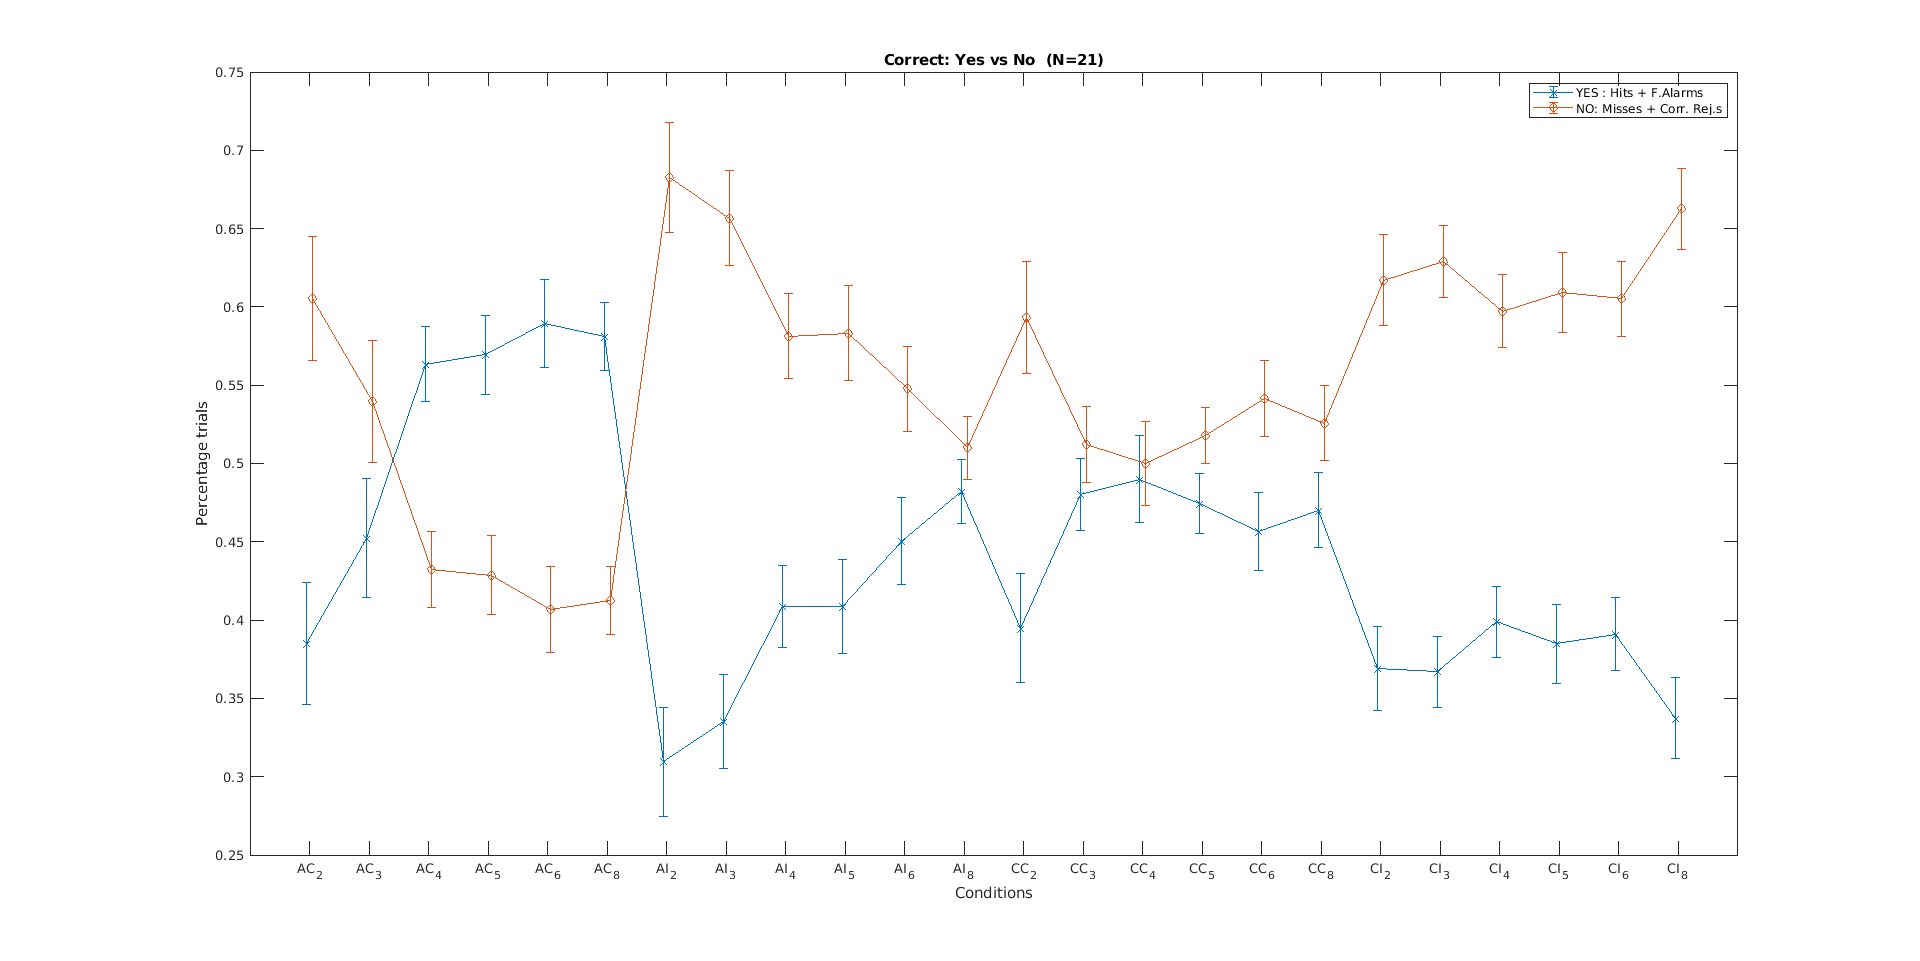 Correct: Yes vs No (N=21)
YES : Hits + F.Alarms
NO: Misses + Corr. Rej.s
Percentage trials
0.75
0.7
0.65
0.6
0.55
0.5
0.45
0.4
0.35
0.3
0.25
AC2 AC3 AC4 AC5 AC6 AC8 AI2 AI3 AI4 AI5 AI6 AI8 CC2 CC3 CC4 CC5 CC6 CC8 CI2 CI3 CI4 CI5 CI6 CI8
Conditions